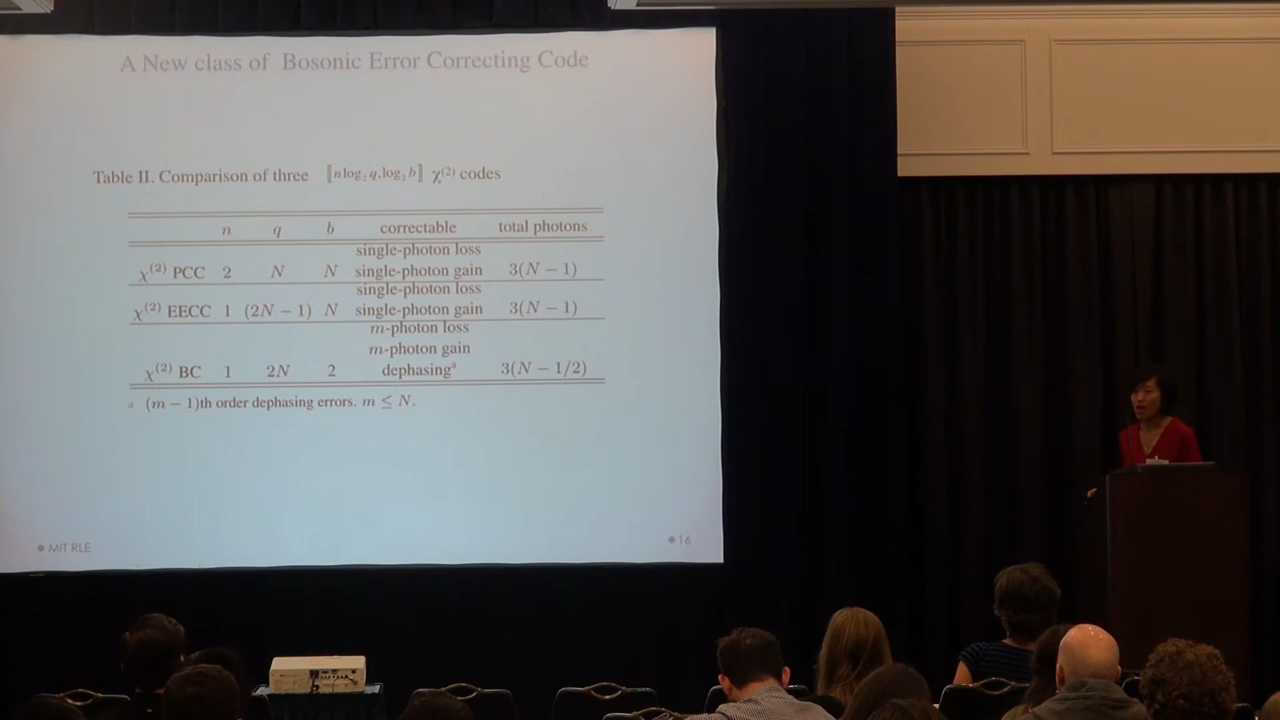 A New class of Bosonic Error Correcting Code
Table II. Comparison of three ⟦n log₂ q, log₂ b⟧ χ⁽²⁾ codes
n q b correctable total photons
single-photon loss
χ⁽²⁾ PCC 2 N N single-photon gain 3(N − 1)
single-photon loss
χ⁽²⁾ EECC 1 (2N − 1) N single-photon gain 3(N − 1)
m-photon loss
m-photon gain
χ⁽²⁾ BC 1 2N 2 dephasingᵃ 3(N − 1/2)
ᵃ (m − 1)th order dephasing errors. m ≤ N.
MIT RLE
16